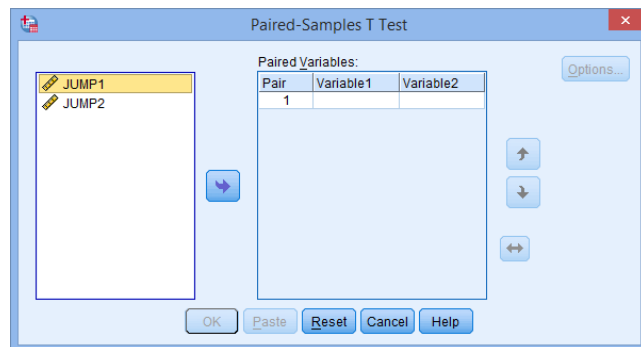 Paired-Samples T Test
JUMP1
JUMP2
Paired Variables:
Pair Variable1 Variable2
1
Options...
OK Paste Reset Cancel Help